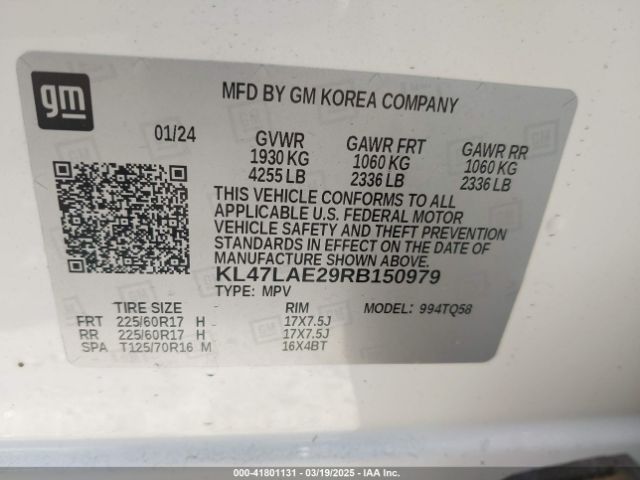 gm
MFD BY GM KOREA COMPANY
01/24 GVWR GAWR FRT GAWR RR
1930 KG 1060 KG 1060 KG
4255 LB 2336 LB 2336 LB
THIS VEHICLE CONFORMS TO ALL
APPLICABLE U.S. FEDERAL MOTOR
VEHICLE SAFETY AND THEFT PREVENTION
STANDARDS IN EFFECT ON THE DATE OF
MANUFACTURE SHOWN ABOVE.
KL47LAE29RB150979
TYPE: MPV
TIRE SIZE RIM MODEL: 994TQ58
FRT 225/60R17 H 17X7.5J
RR 225/60R17 H 17X7.5J
SPA T125/70R16 M 16X4BT
000-41801131 - 03/19/2025 - IAA Inc.